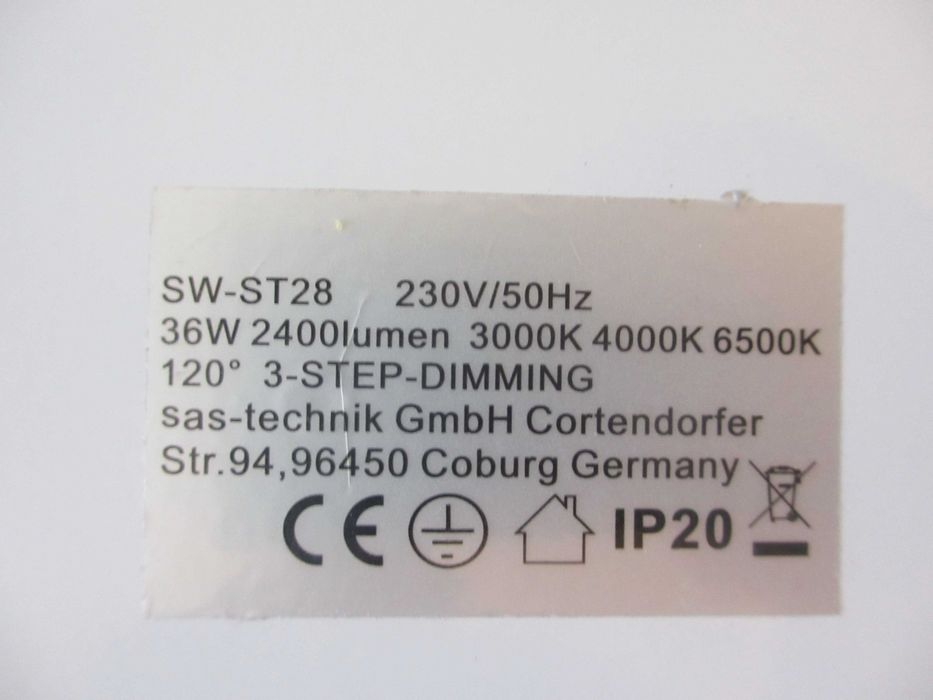 SW-ST28 230V/50Hz
36W 2400lumen 3000K 4000K 6500K
120° 3-STEP-DIMMING
sas-technik GmbH Cortendorfer
Str.94,96450 Coburg Germany
CE IP20